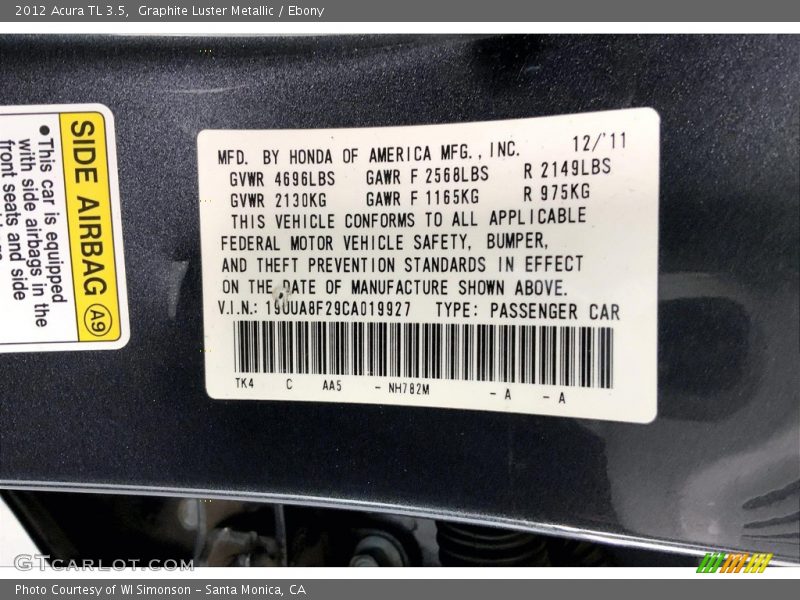 2012 Acura TL 3.5,  Graphite Luster Metallic / Ebony
SIDE AIRBAG A9
• This car is equipped
with side airbags in the
front seats and side
MFD. BY HONDA OF AMERICA MFG., INC. 12/'11
GVWR 4696LBS GAWR F 2568LBS R 2149LBS
GVWR 2130KG GAWR F 1165KG R 975KG
THIS VEHICLE CONFORMS TO ALL APPLICABLE
FEDERAL MOTOR VEHICLE SAFETY, BUMPER,
AND THEFT PREVENTION STANDARDS IN EFFECT
ON THE DATE OF MANUFACTURE SHOWN ABOVE.
V.I.N.: 19UUA8F29CA019927 TYPE: PASSENGER CAR
TK4 C AA5 - NH782M - A - A
GTCARLOT.COM
Photo Courtesy of WI Simonson - Santa Monica, CA